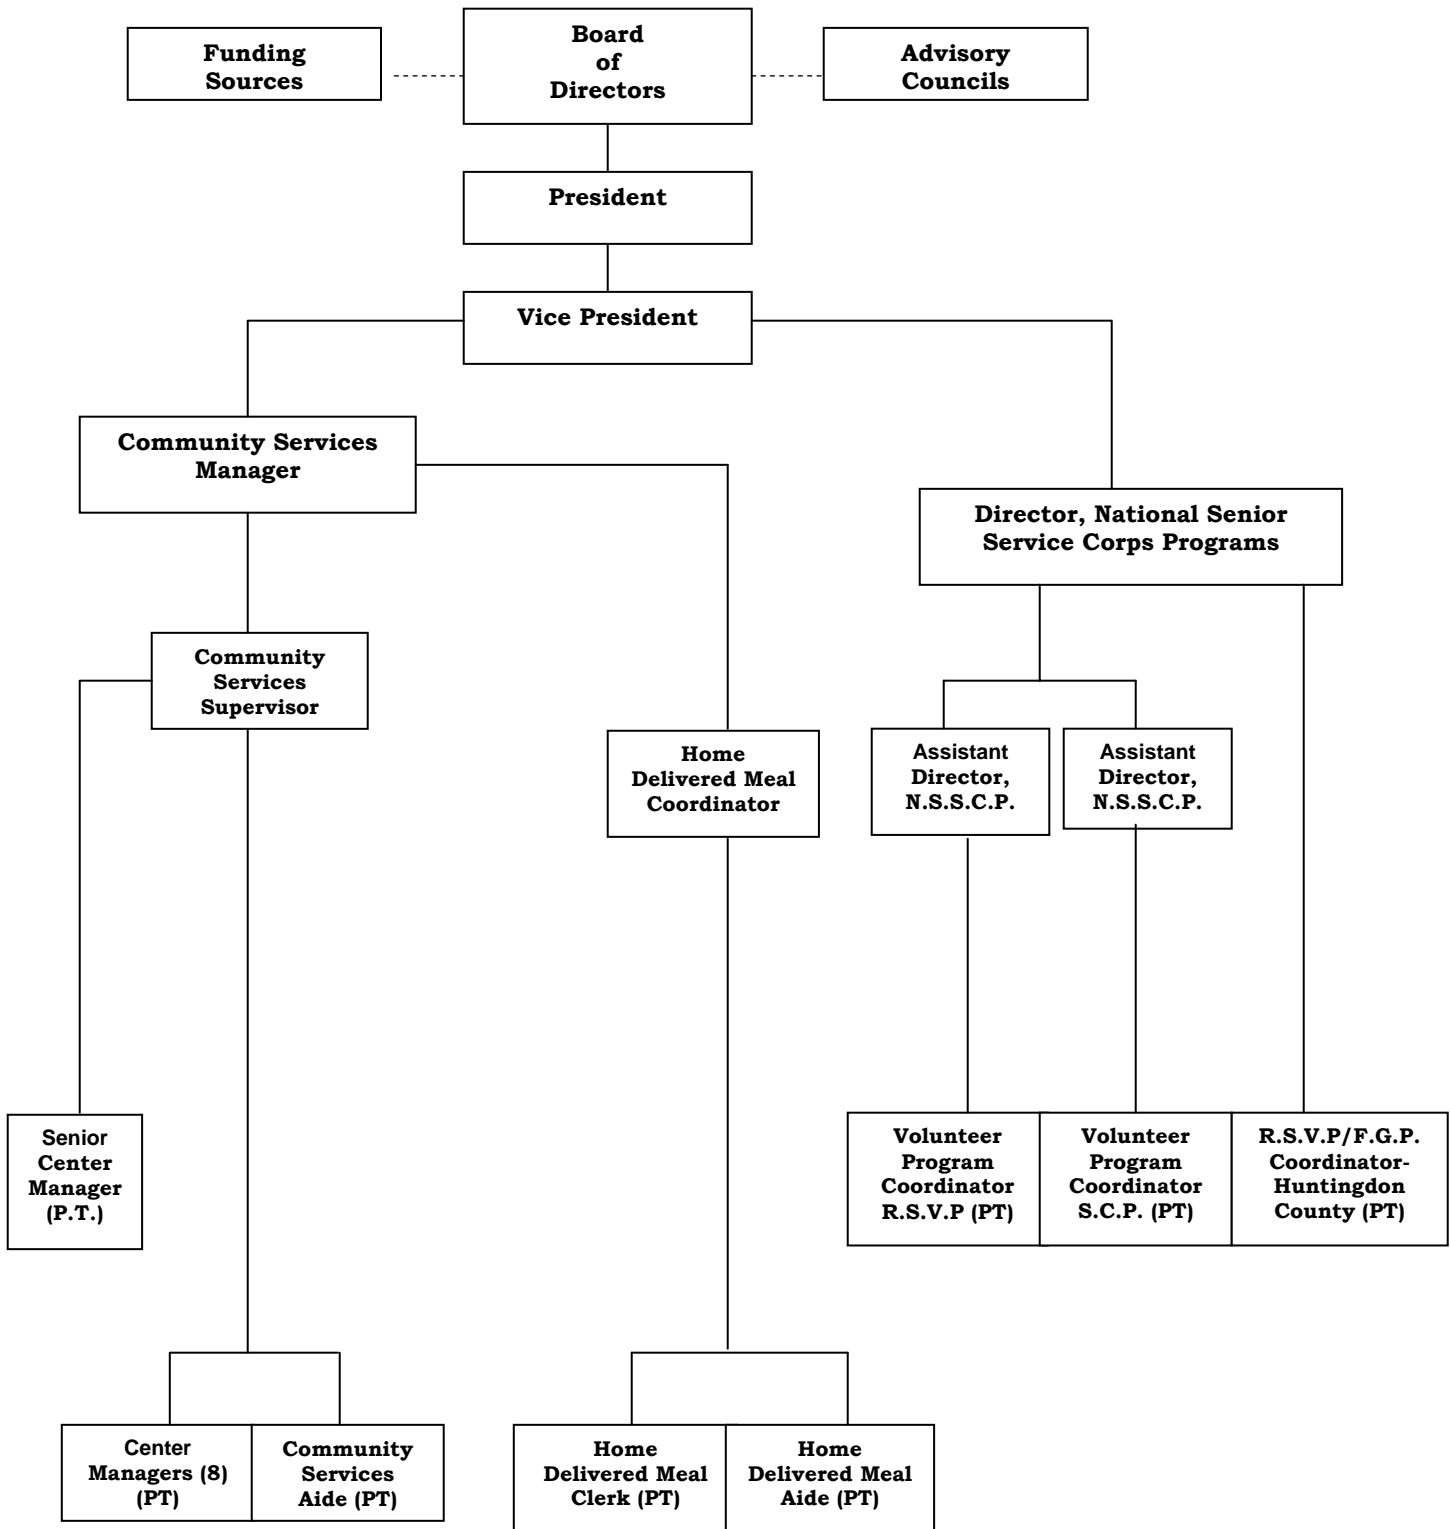 Funding
Sources
Board
of
Directors
Advisory
Councils
President
Vice President
Community Services
Manager
Director, National Senior
Service Corps Programs
Community
Services
Supervisor
Home
Delivered Meal
Coordinator
Assistant
Director,
N.S.S.C.P.
Assistant
Director,
N.S.S.C.P.
Senior
Center
Manager
(P.T.)
Volunteer
Program
Coordinator
R.S.V.P (PT)
Volunteer
Program
Coordinator
S.C.P. (PT)
R.S.V.P/F.G.P.
Coordinator-
Huntingdon
County (PT)
Center
Managers (8)
(PT)
Community
Services
Aide (PT)
Home
Delivered Meal
Clerk (PT)
Home
Delivered Meal
Aide (PT)